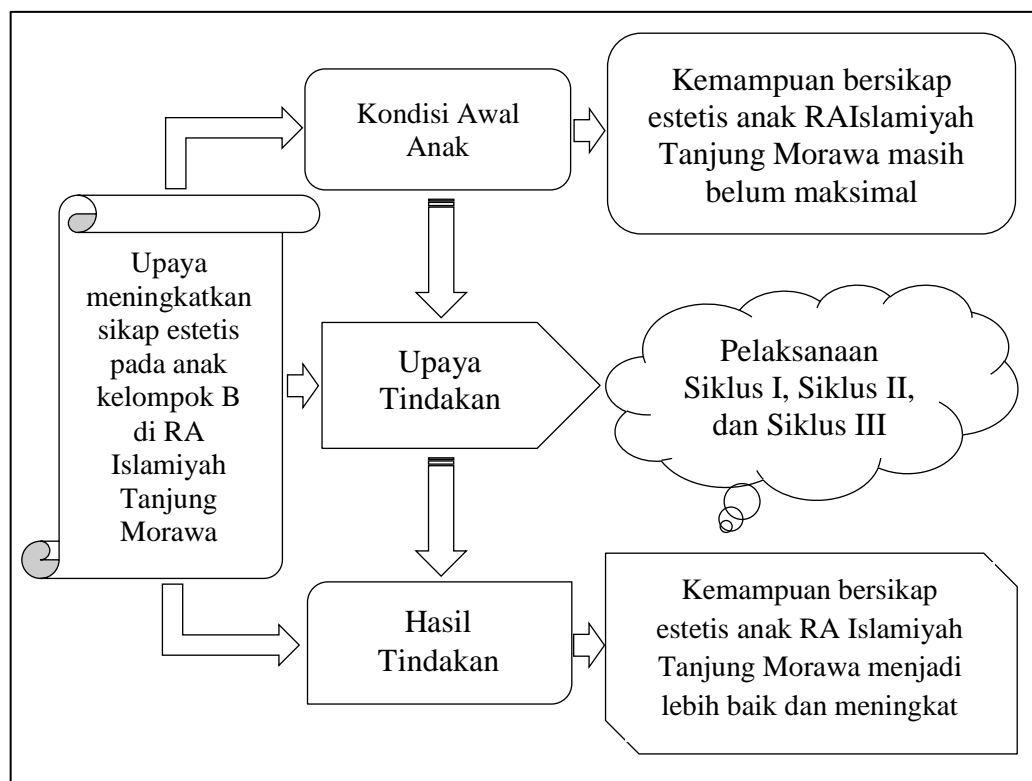 Upaya
meningkatkan
sikap estetis
pada anak
kelompok B
di RA
Islamiyah
Tanjung
Morawa
Kondisi Awal
Anak
Kemampuan bersikap
estetis anak RAIslamiyah
Tanjung Morawa masih
belum maksimal
Upaya
Tindakan
Pelaksanaan
Siklus I, Siklus II,
dan Siklus III
Hasil
Tindakan
Kemampuan bersikap
estetis anak RA Islamiyah
Tanjung Morawa menjadi
lebih baik dan meningkat